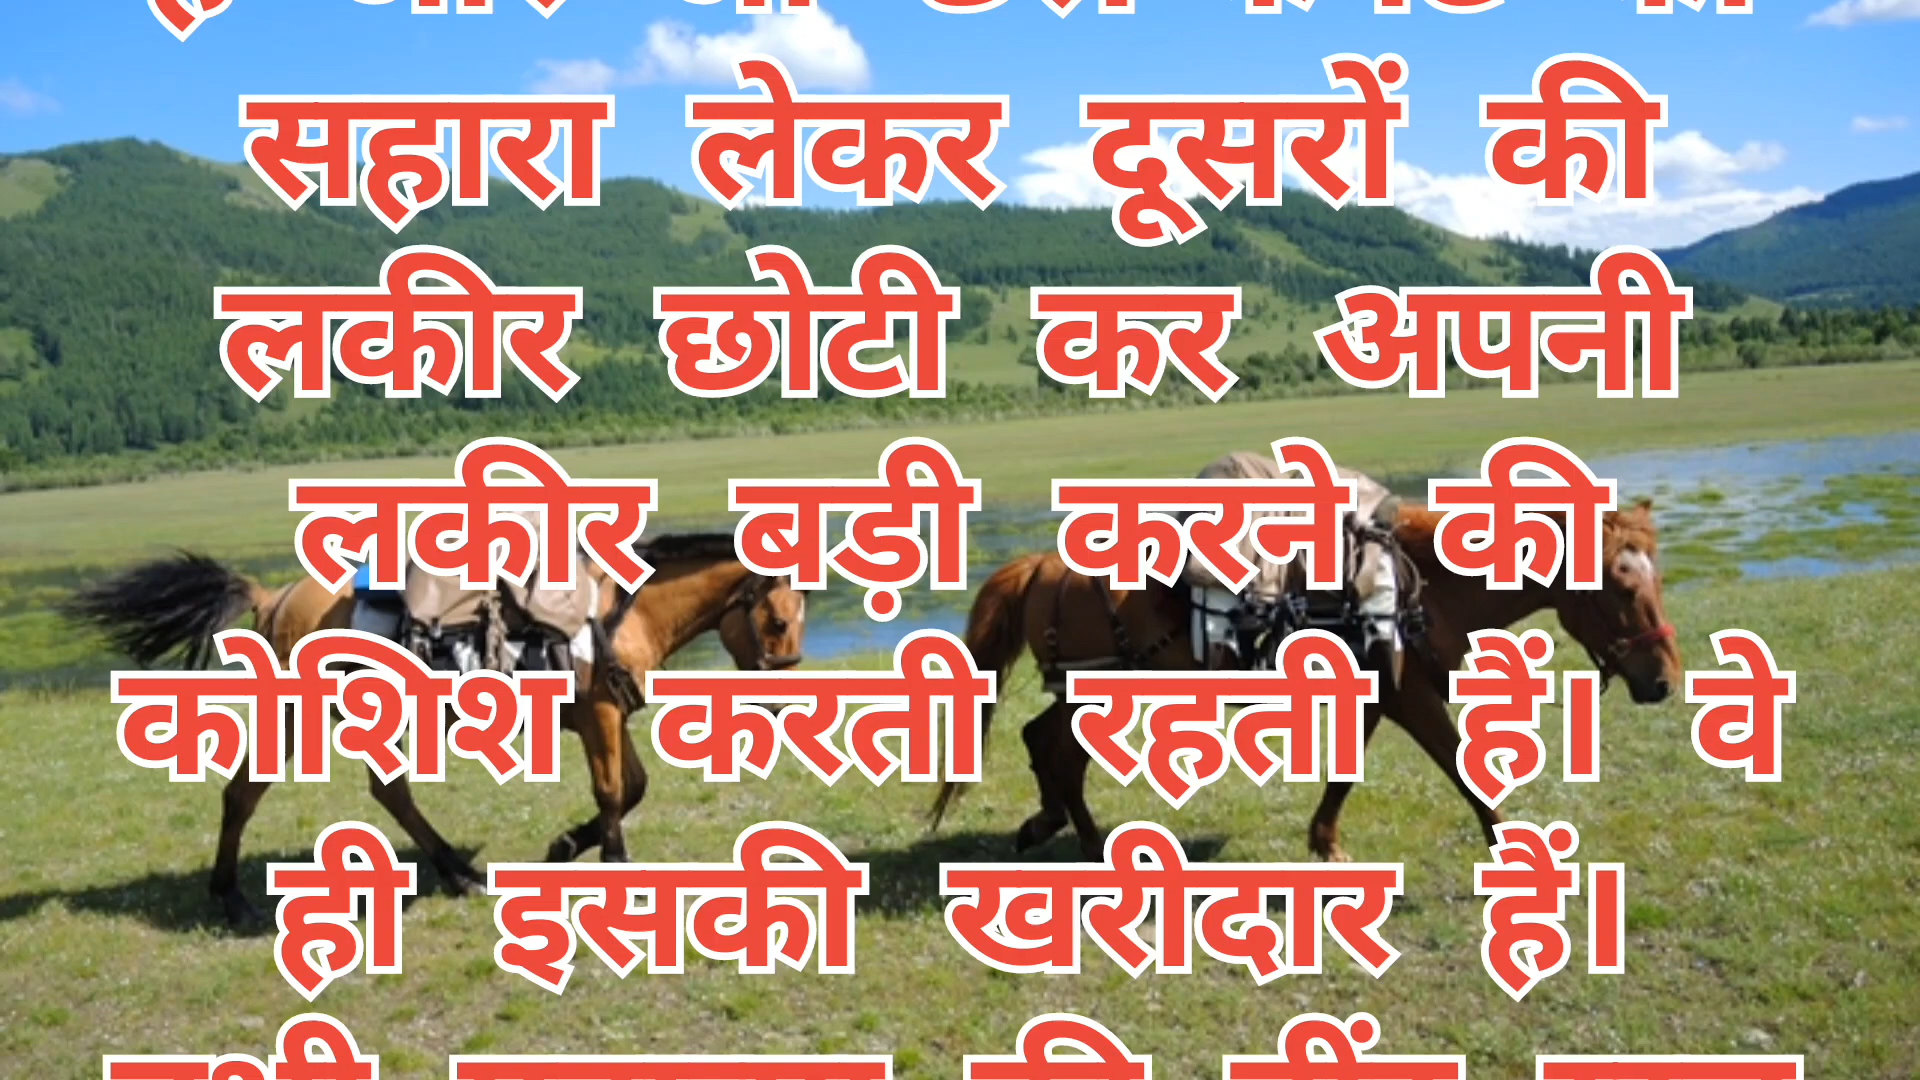 सहारा लेकर दूसरों की
लकीर छोटी कर अपनी
लकीर बड़ी करने की
कोशिश करती रहती हैं। वे
ही इसकी खरीदार हैं।